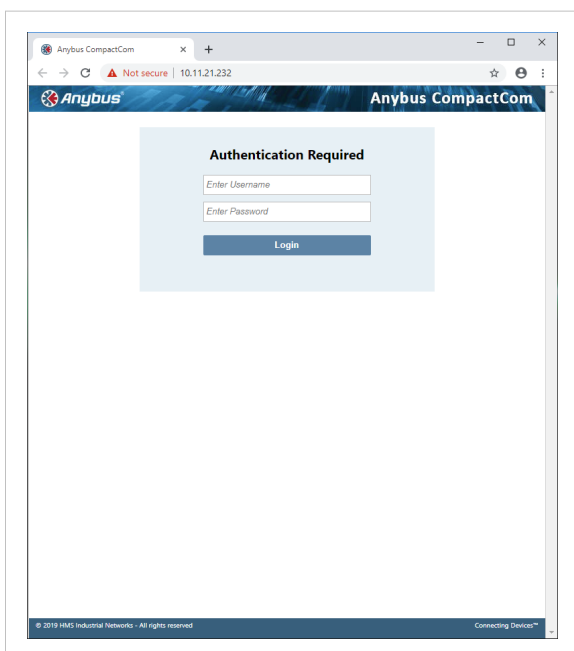 Anybus CompactCom
Not secure | 10.11.21.232
Anybus
Anybus CompactCom
Authentication Required
Enter Username
Enter Password
Login
© 2019 HMS Industrial Networks - All rights reserved
Connecting Devices™